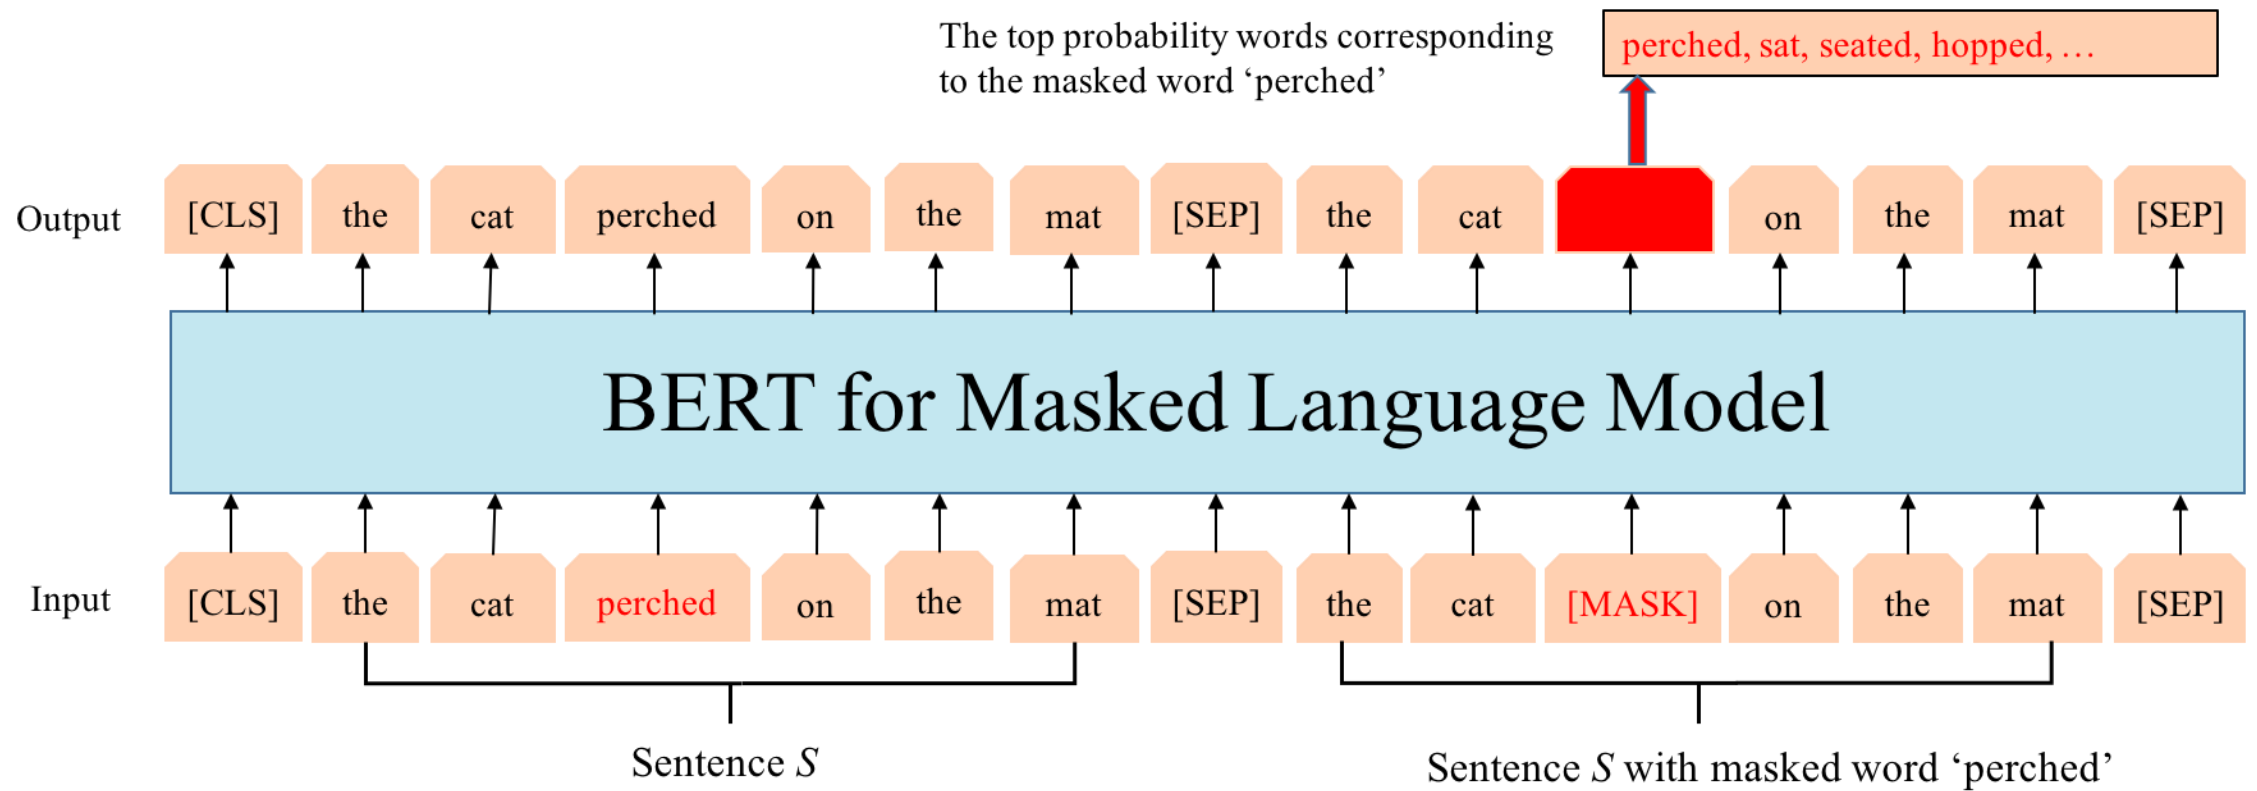 The top probability words corresponding
to the masked word ‘perched’
perched, sat, seated, hopped, …
Output
[CLS] the cat perched on the mat [SEP] the cat on the mat [SEP]
BERT for Masked Language Model
Input
[CLS] the cat perched on the mat [SEP] the cat [MASK] on the mat [SEP]
Sentence S
Sentence S with masked word ‘perched’